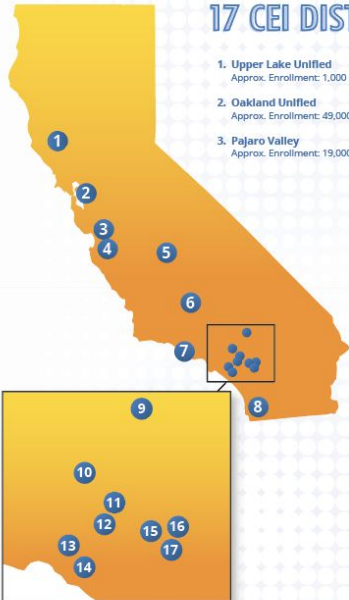 17 CEI
1. Upper Lake Unified
Approx. Enrollment: 1,000
2. Oakland Unified
Approx. Enrollment: 49,000
3. Pajaro Valley
Approx. Enrollment: 19,000
1
2
3
4
5
6
7
8
9
10
11
12
13
14
15
16
17